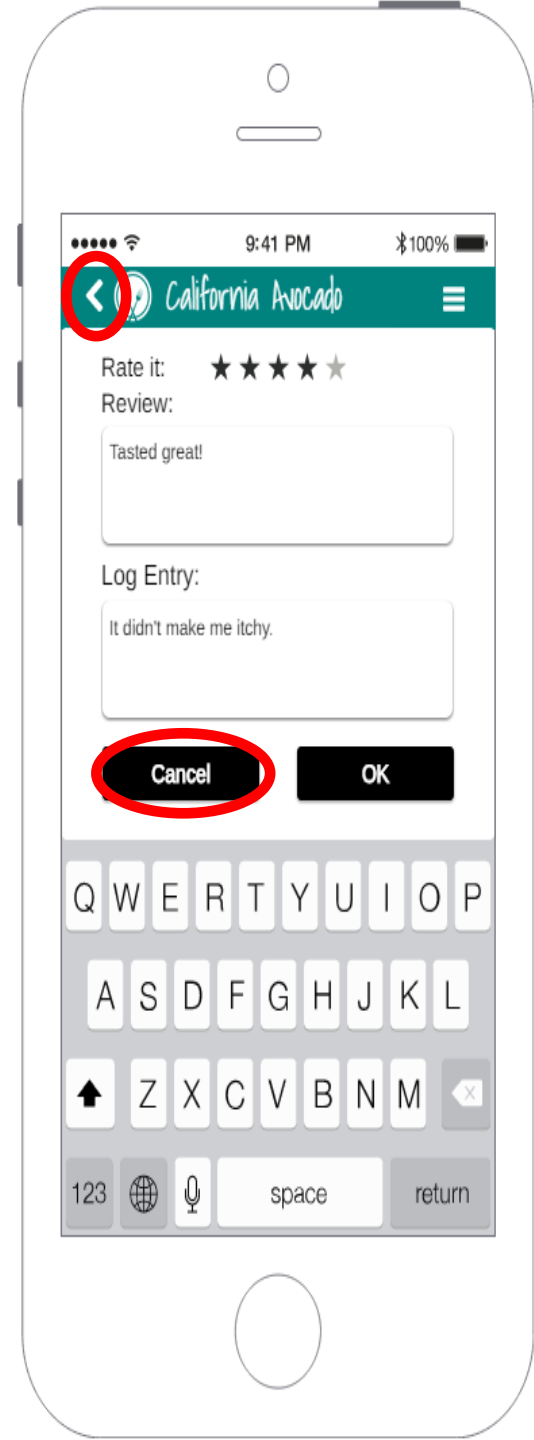 9:41 PM 100%
California Avocado
Rate it:
Review:
Tasted great!
Log Entry:
It didn't make me itchy.
Cancel OK
Q W E R T Y U I O P
A S D F G H J K L
Z X C V B N M
123 space return